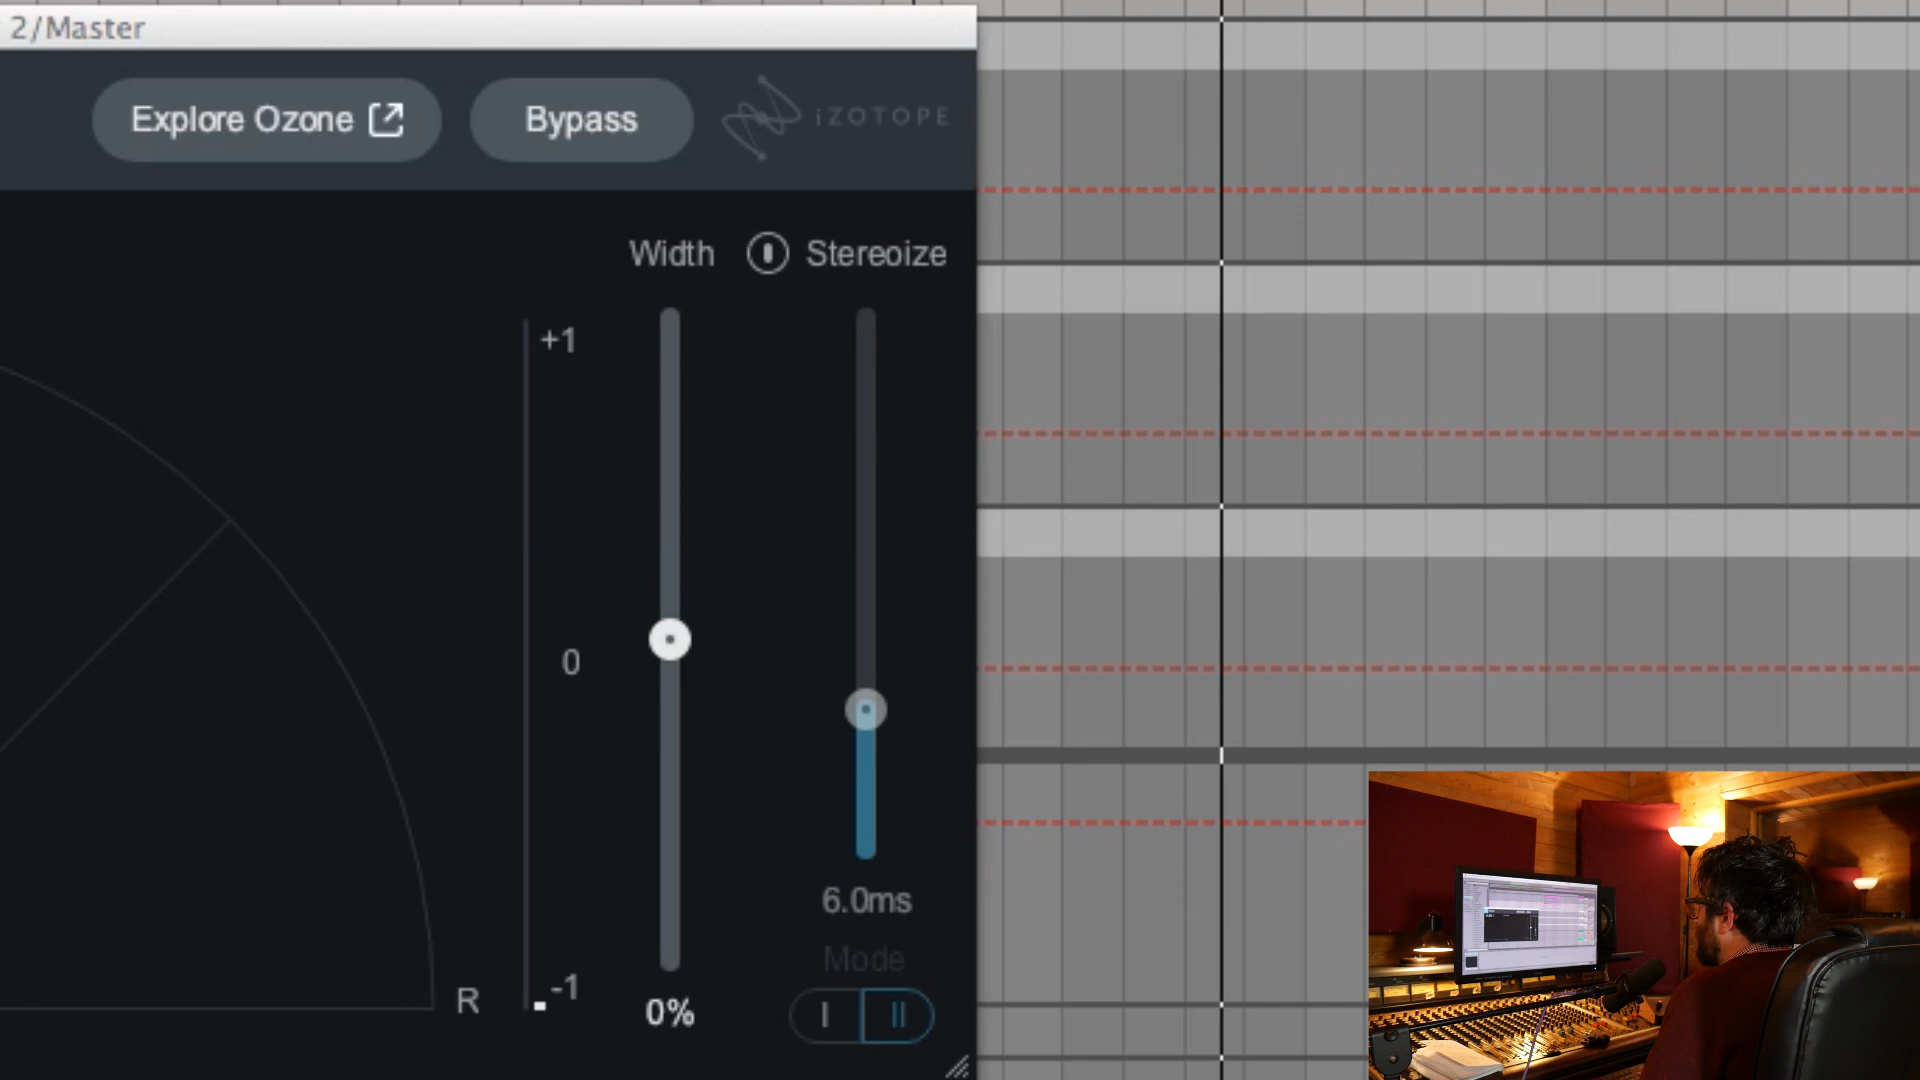 2/Master
Explore Ozone
Bypass
iZOTOPE
Width
Stereoize
+1
0
-1
R
0%
6.0ms
Mode
I
II